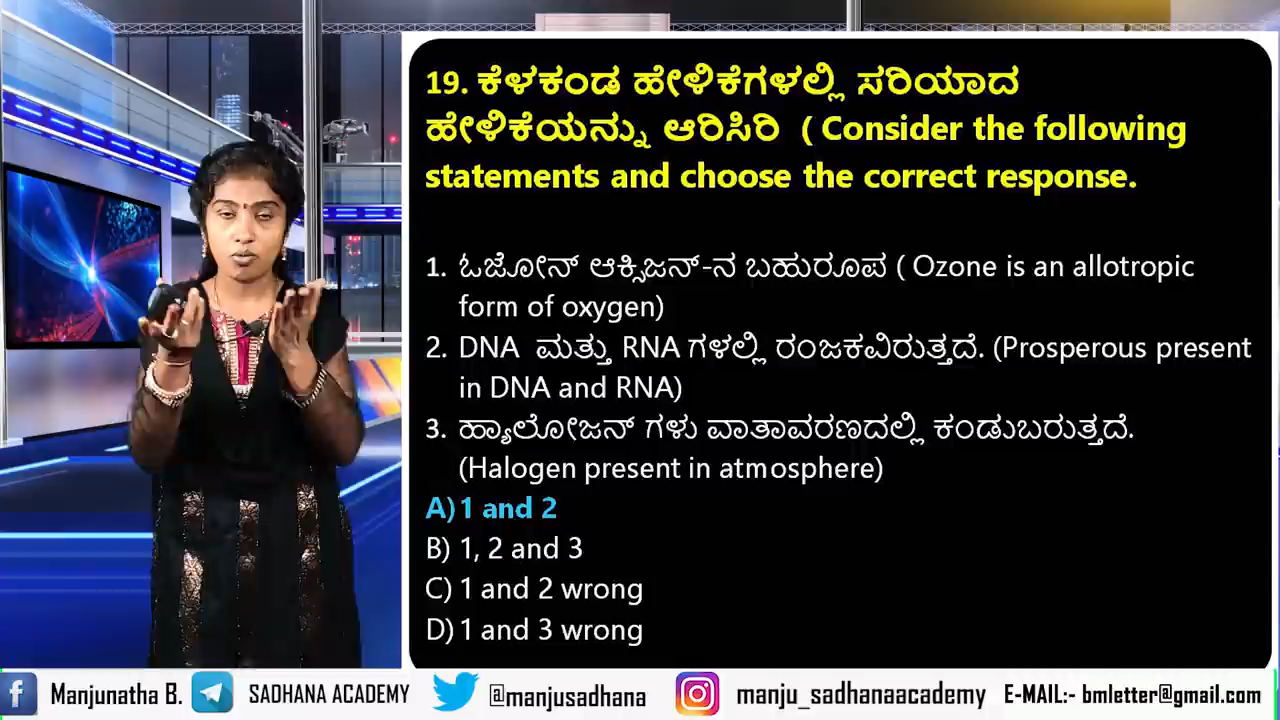 19. ಕೆಳಕಂಡ ಹೇಳಿಕೆಗಳಲ್ಲಿ ಸರಿಯಾದ
ಹೇಳಿಕೆಯನ್ನು ಆರಿಸಿರಿ ( Consider the following
statements and choose the correct response.
1. ಓಜೋನ್ ಆಕ್ಸಿಜನ್-ನ ಬಹುರೂಪ ( Ozone is an allotropic
form of oxygen)
2. DNA ಮತ್ತು RNA ಗಳಲ್ಲಿ ರಂಜಕವಿರುತ್ತದೆ. (Prosperous present
in DNA and RNA)
3. ಹ್ಯಾಲೋಜನ್ ಗಳು ವಾತಾವರಣದಲ್ಲಿ ಕಂಡುಬರುತ್ತದೆ.
(Halogen present in atmosphere)
A) 1 and 2
B) 1, 2 and 3
C) 1 and 2 wrong
D) 1 and 3 wrong
f Manjunatha B. SADHANA ACADEMY @manjusadhana manju_sadhanaacademy E-MAIL:- bmletter@gmail.com